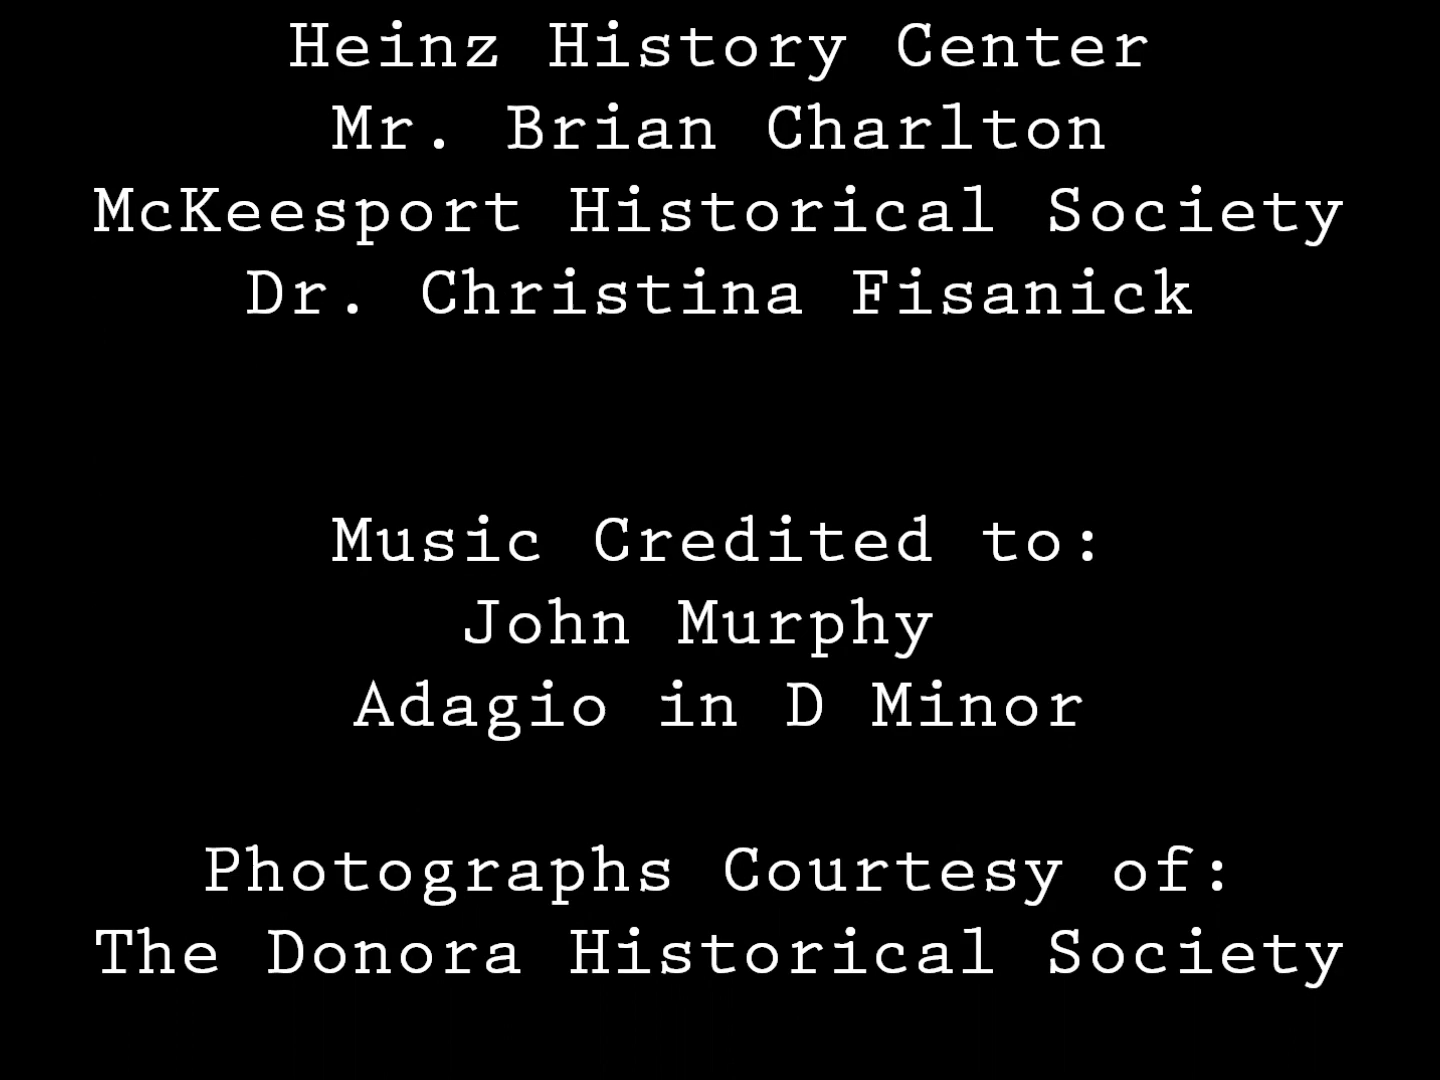 Heinz History Center
Mr. Brian Charlton
McKeesport Historical Society
Dr. Christina Fisanick
Music Credited to:
John Murphy
Adagio in D Minor
Photographs Courtesy of:
The Donora Historical Society